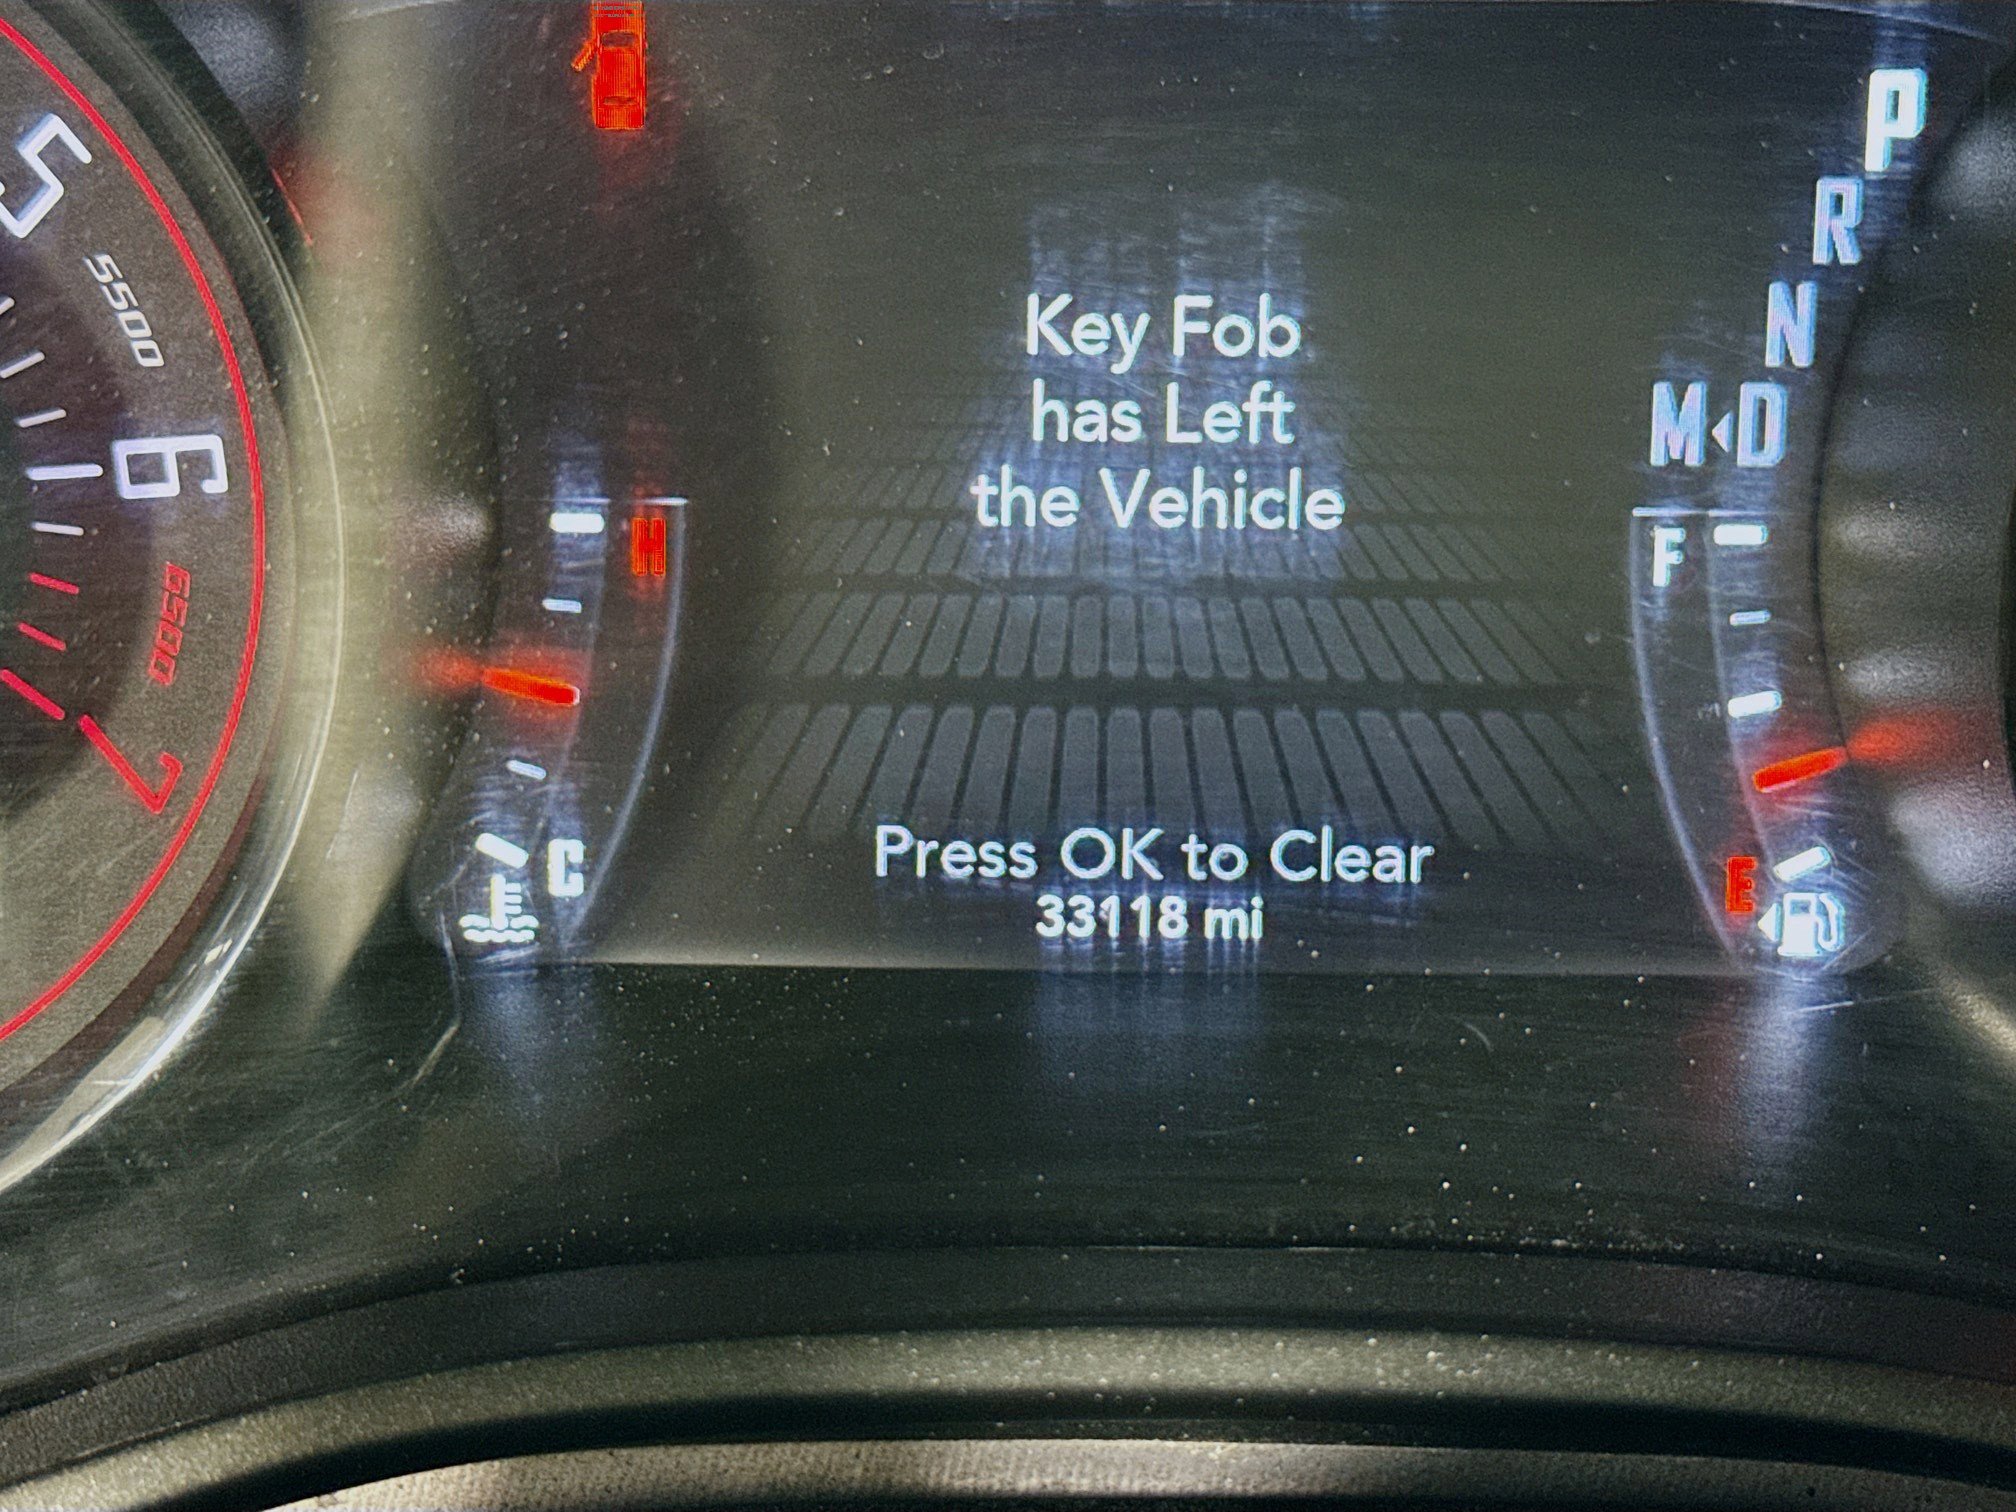 5
5500
6
6500
7
P
R
N
M D
H
C
F
E
Key Fob
has Left
the Vehicle
Press OK to Clear
33118 mi